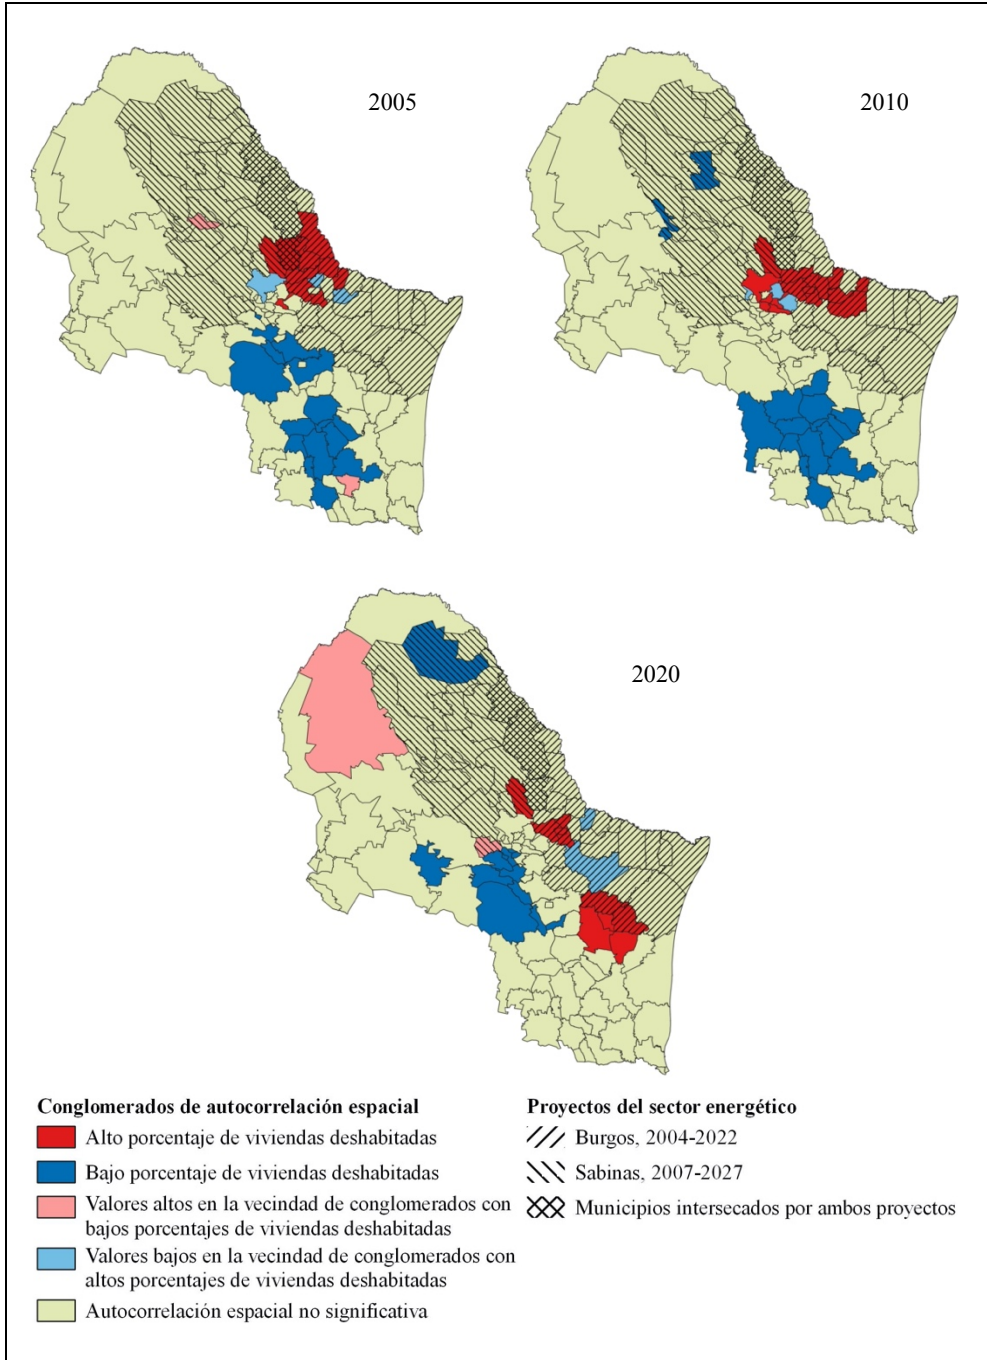 2005
2010
2020
Conglomerados de autocorrelación espacial
Alto porcentaje de viviendas deshabitadas
Bajo porcentaje de viviendas deshabitadas
Valores altos en la vecindad de conglomerados con
bajos porcentajes de viviendas deshabitadas
Valores bajos en la vecindad de conglomerados con
altos porcentajes de viviendas deshabitadas
Autocorrelación espacial no significativa
Proyectos del sector energético
Burgos, 2004-2022
Sabinas, 2007-2027
Municipios intersecados por ambos proyectos